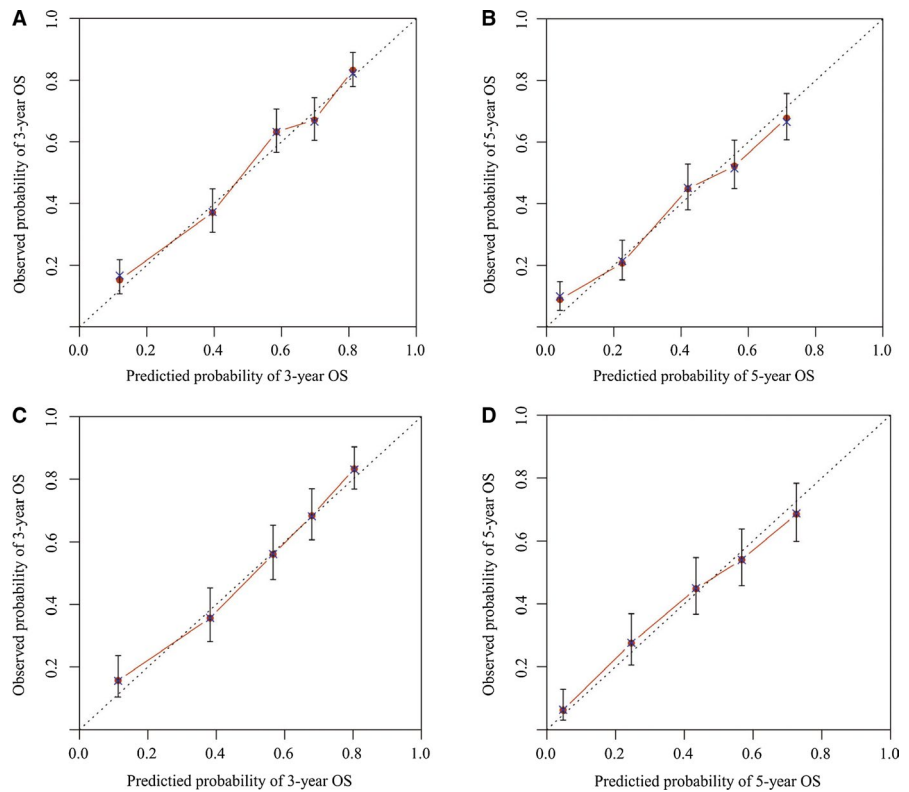 A
Observed probability of 3-year OS
1.0
0.8
0.6
0.4
0.2
0.0 0.2 0.4 0.6 0.8 1.0
Predictied probability of 3-year OS
B
Observed probability of 5-year OS
1.0
0.8
0.6
0.4
0.2
0.0 0.2 0.4 0.6 0.8 1.0
Predictied probability of 5-year OS
C
Observed probability of 3-year OS
1.0
0.8
0.6
0.4
0.2
0.0 0.2 0.4 0.6 0.8 1.0
Predictied probability of 3-year OS
D
Observed probability of 5-year OS
1.0
0.8
0.6
0.4
0.2
0.0 0.2 0.4 0.6 0.8 1.0
Predictied probability of 5-year OS